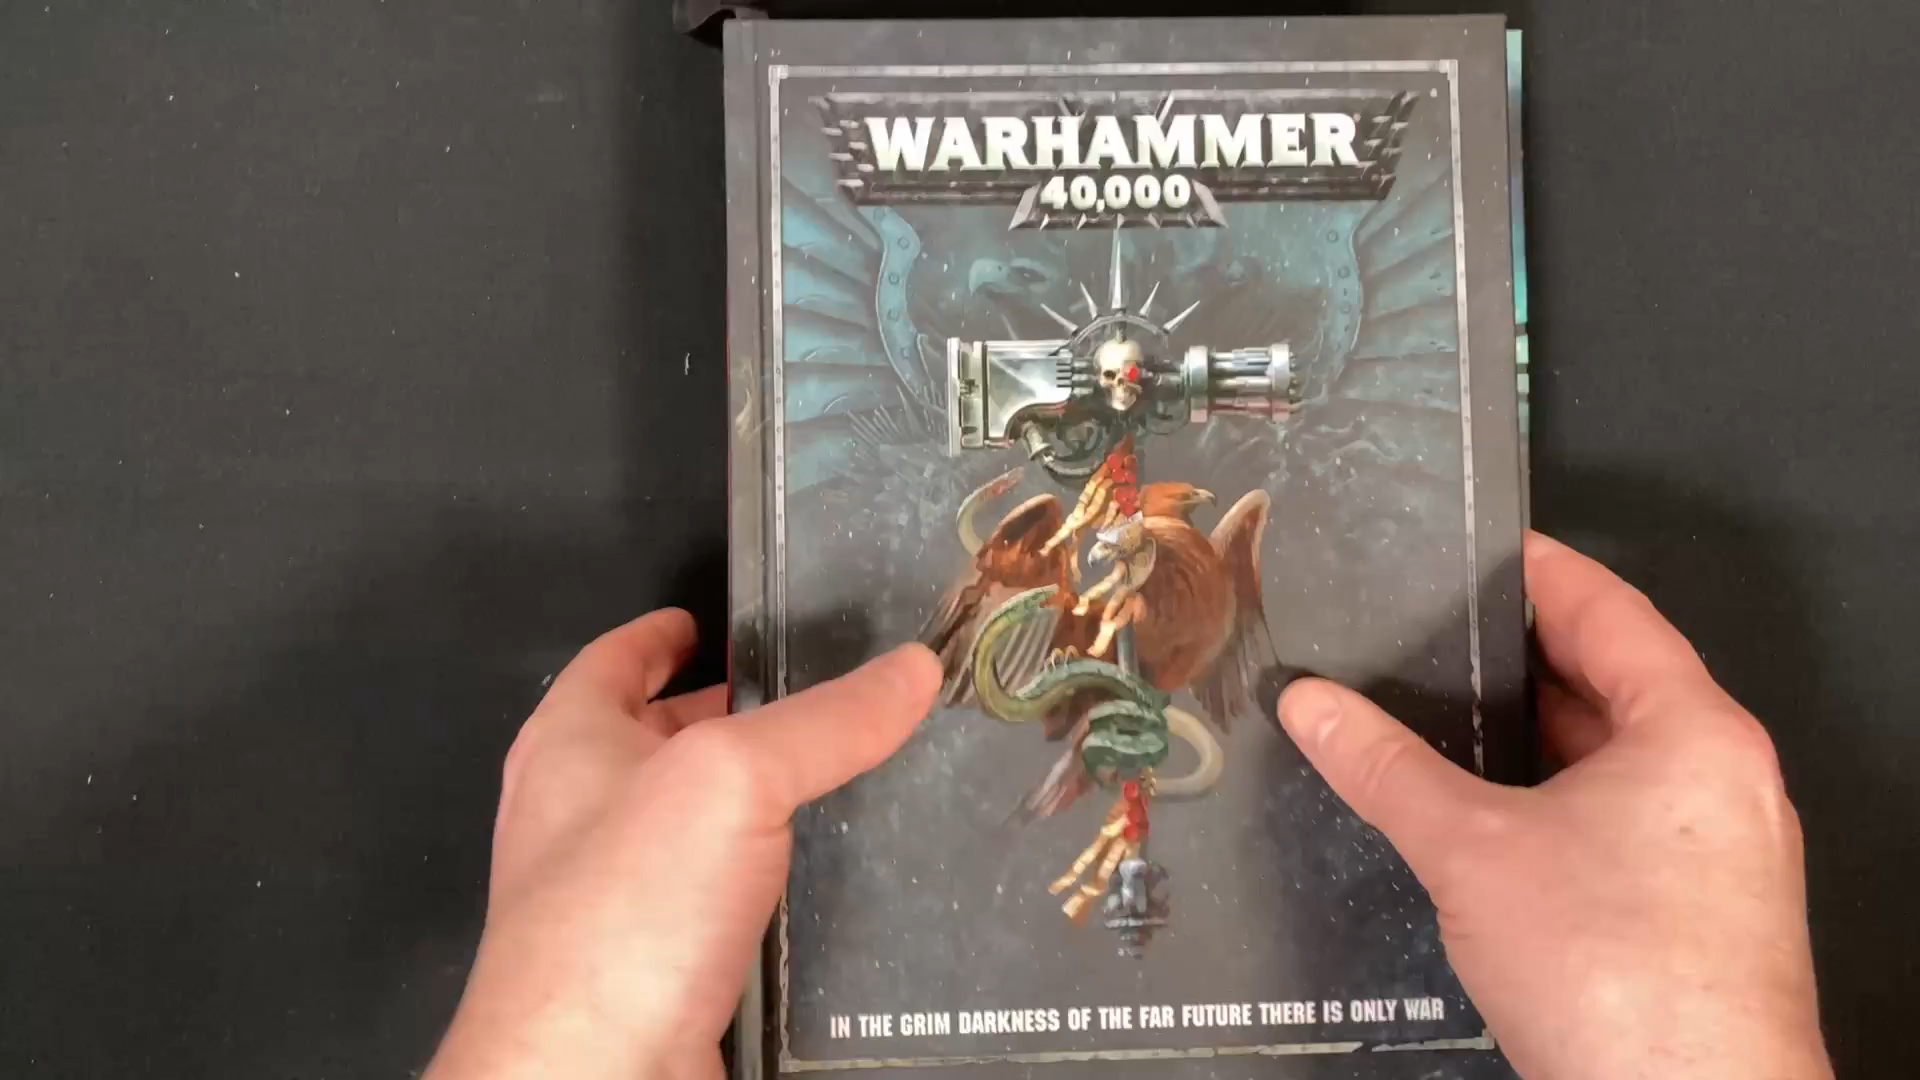 WARHAMMER
40,000
IN THE GRIM DARKNESS OF THE FAR FUTURE THERE IS ONLY WAR